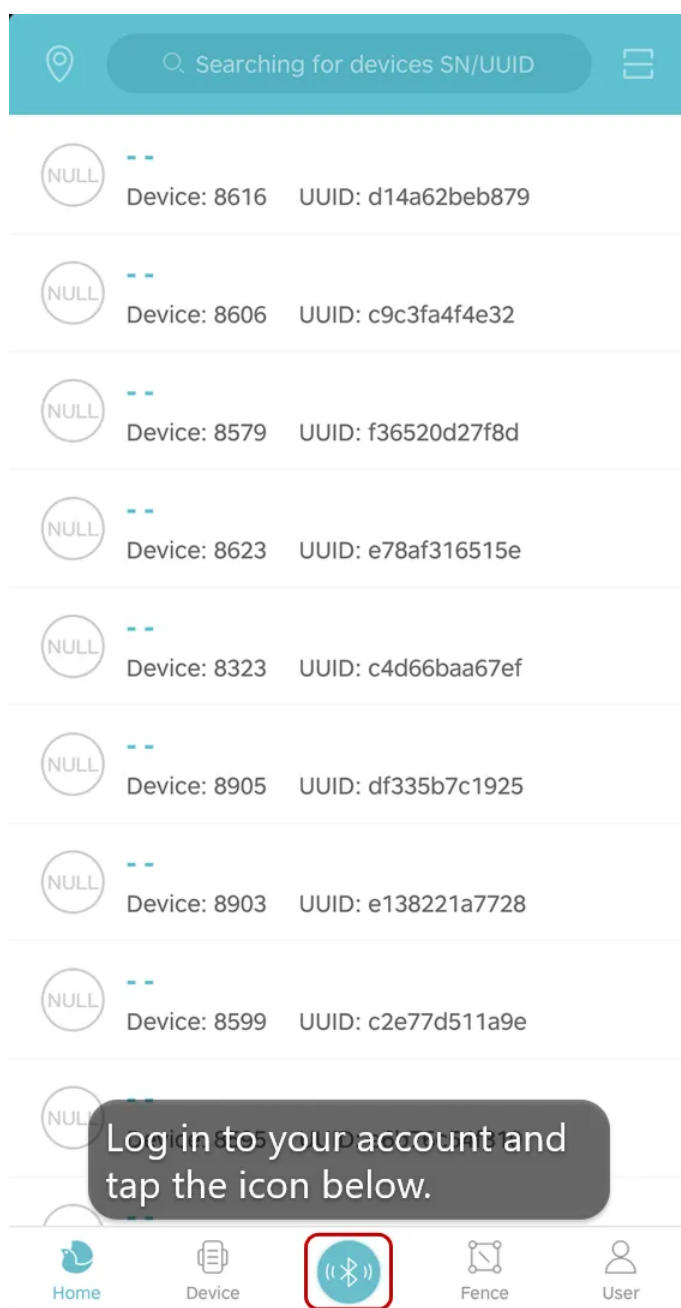 Searching for devices SN/UUID
NULL
- -
Device: 8616 UUID: d14a62beb879
NULL
- -
Device: 8606 UUID: c9c3fa4f4e32
NULL
- -
Device: 8579 UUID: f36520d27f8d
NULL
- -
Device: 8623 UUID: e78af316515e
NULL
- -
Device: 8323 UUID: c4d66baa67ef
NULL
- -
Device: 8905 UUID: df335b7c1925
NULL
- -
Device: 8903 UUID: e138221a7728
NULL
- -
Device: 8599 UUID: c2e77d511a9e
NULL
- -
Log in to your account and
tap the icon below.
Home Device Fence User